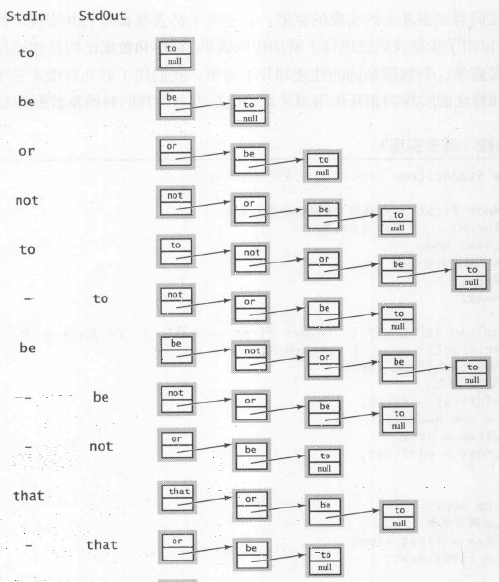 StdIn StdOut
to
to
null
be
be
to
null
or
or
be
to
null
not
not
or
be
to
null
to
to
not
or
be
to
null
- to
not
or
be
to
null
be
be
not
or
be
to
null
- be
not
or
be
to
null
- not
or
be
to
null
that
that
or
be
to
null
- that
or
be
to
null